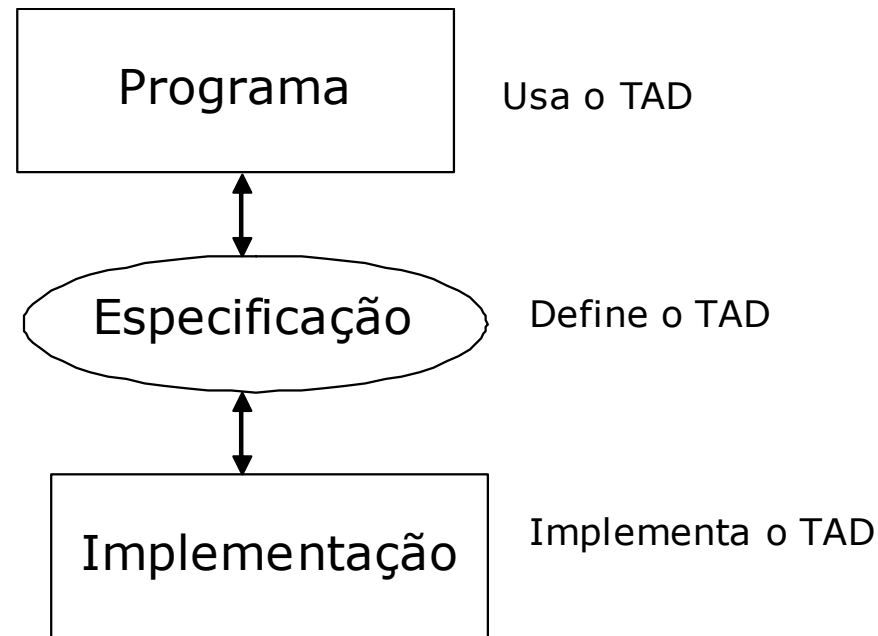 Programa
Usa o TAD
Especificação
Define o TAD
Implementação
Implementa o TAD